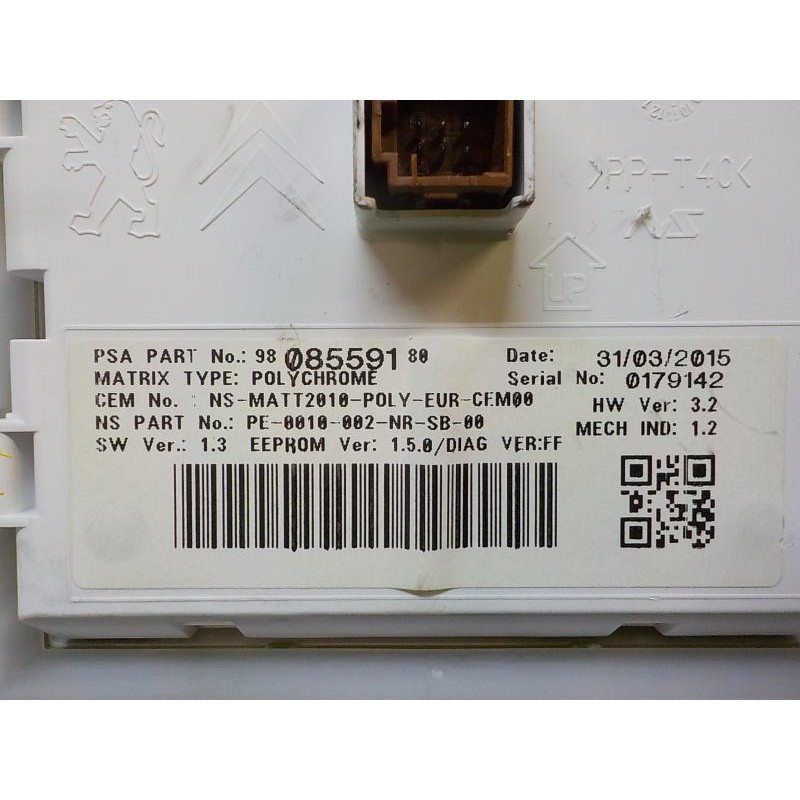 >PP-T40<
NS
UP
PSA PART No.: 98 085591 80 Date: 31/03/2015
MATRIX TYPE: POLYCHROME Serial No: 0179142
CEM No. : NS-MATT2010-POLY-EUR-CEM00 HW Ver: 3.2
NS PART No.: PE-0010-002-NR-SB-00 MECH IND: 1.2
SW Ver.: 1.3 EEPROM Ver: 1.5.0/DIAG VER:FF